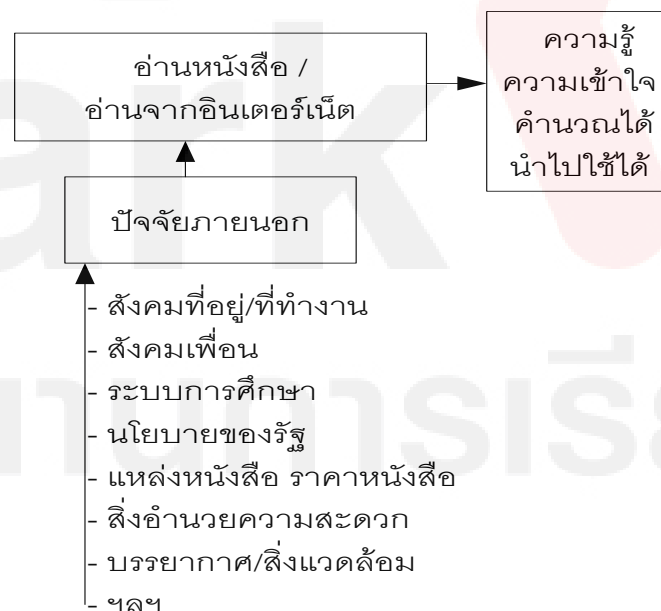 อ่านหนังสือ /
อ่านจากอินเตอร์เน็ต
ความรู้
ความเข้าใจ
คำนวณได้
นำไปใช้ได้
ปัจจัยภายนอก
- สังคมที่อยู่/ที่ทำงาน
- สังคมเพื่อน
- ระบบการศึกษา
- นโยบายของรัฐ
- แหล่งหนังสือ ราคาหนังสือ
- สิ่งอำนวยความสะดวก
- บรรยากาศ/สิ่งแวดล้อม
- ฯลฯ